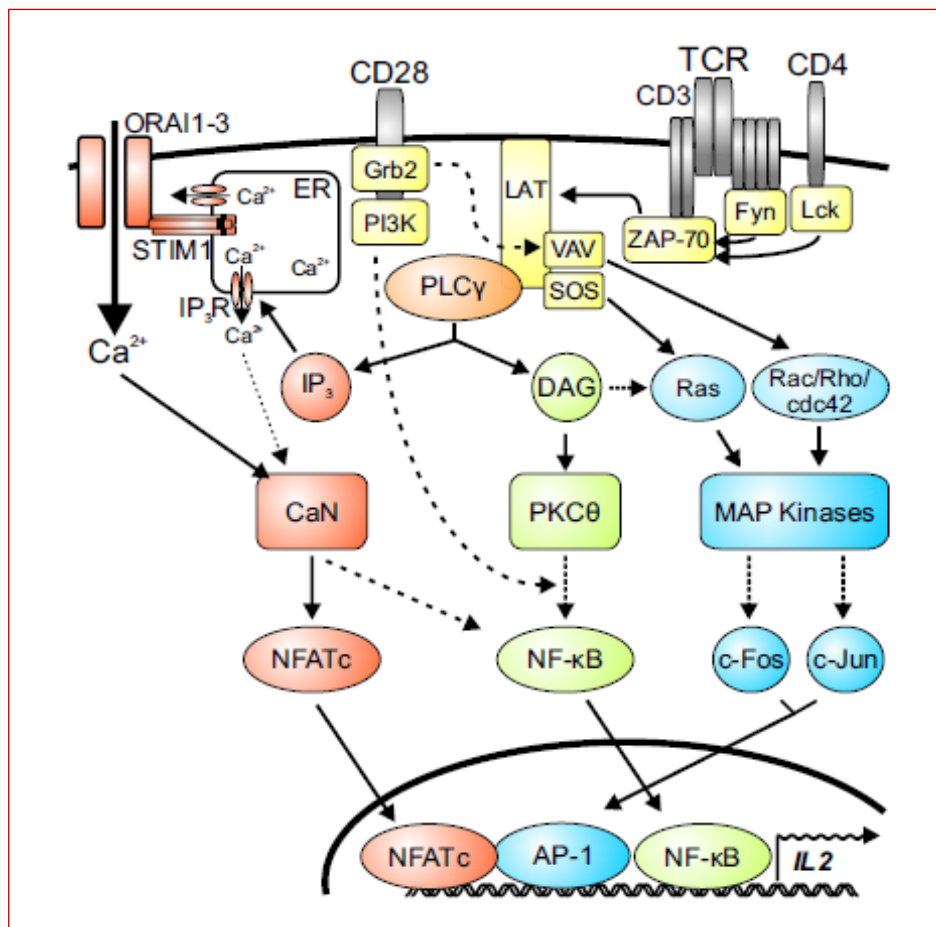 CD28
TCR
CD4
CD3
ORAI1-3
Grb2
ER
LAT
Ca²⁺
PI3K
Fyn
Lck
STIM1
VAV
ZAP-70
Ca²⁺
Ca²⁺
PLCγ
SOS
IP₃R
Ca²⁺
Ca²⁺
IP₃
DAG
Ras
Rac/Rho/
cdc42
CaN
PKCθ
MAP Kinases
NFATc
NF-κB
c-Fos
c-Jun
NFATc
AP-1
NF-κB
IL2